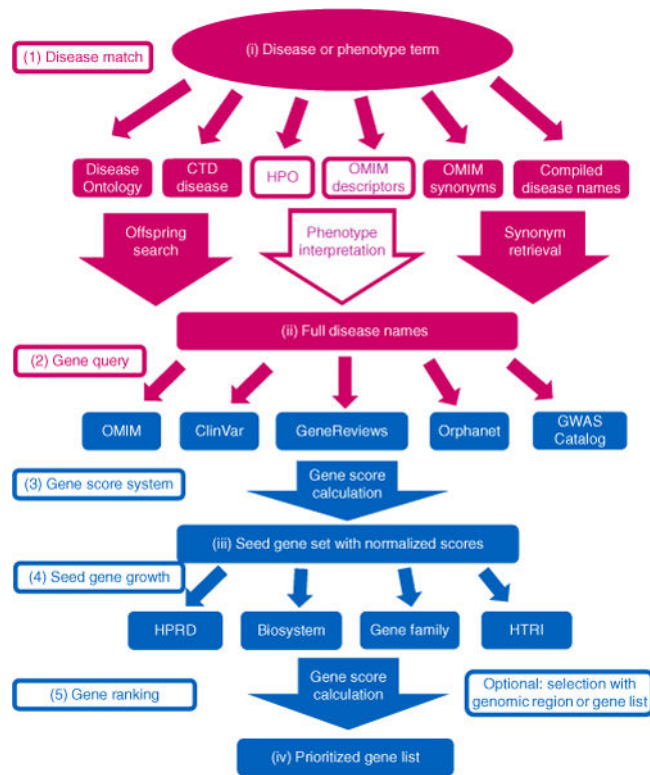 (i) Disease or phenotype term
(1) Disease match
Disease
Ontology
CTD
disease
HPO
OMIM
descriptors
OMIM
synonyms
Compiled
disease names
Offspring
search
Phenotype
interpretation
Synonym
retrieval
(ii) Full disease names
(2) Gene query
OMIM
ClinVar
GeneReviews
Orphanet
GWAS
Catalog
(3) Gene score system
Gene score
calculation
(iii) Seed gene set with normalized scores
(4) Seed gene growth
HPRD
Biosystem
Gene family
HTRI
(5) Gene ranking
Gene score
calculation
Optional: selection with
genomic region or gene list
(iv) Prioritized gene list